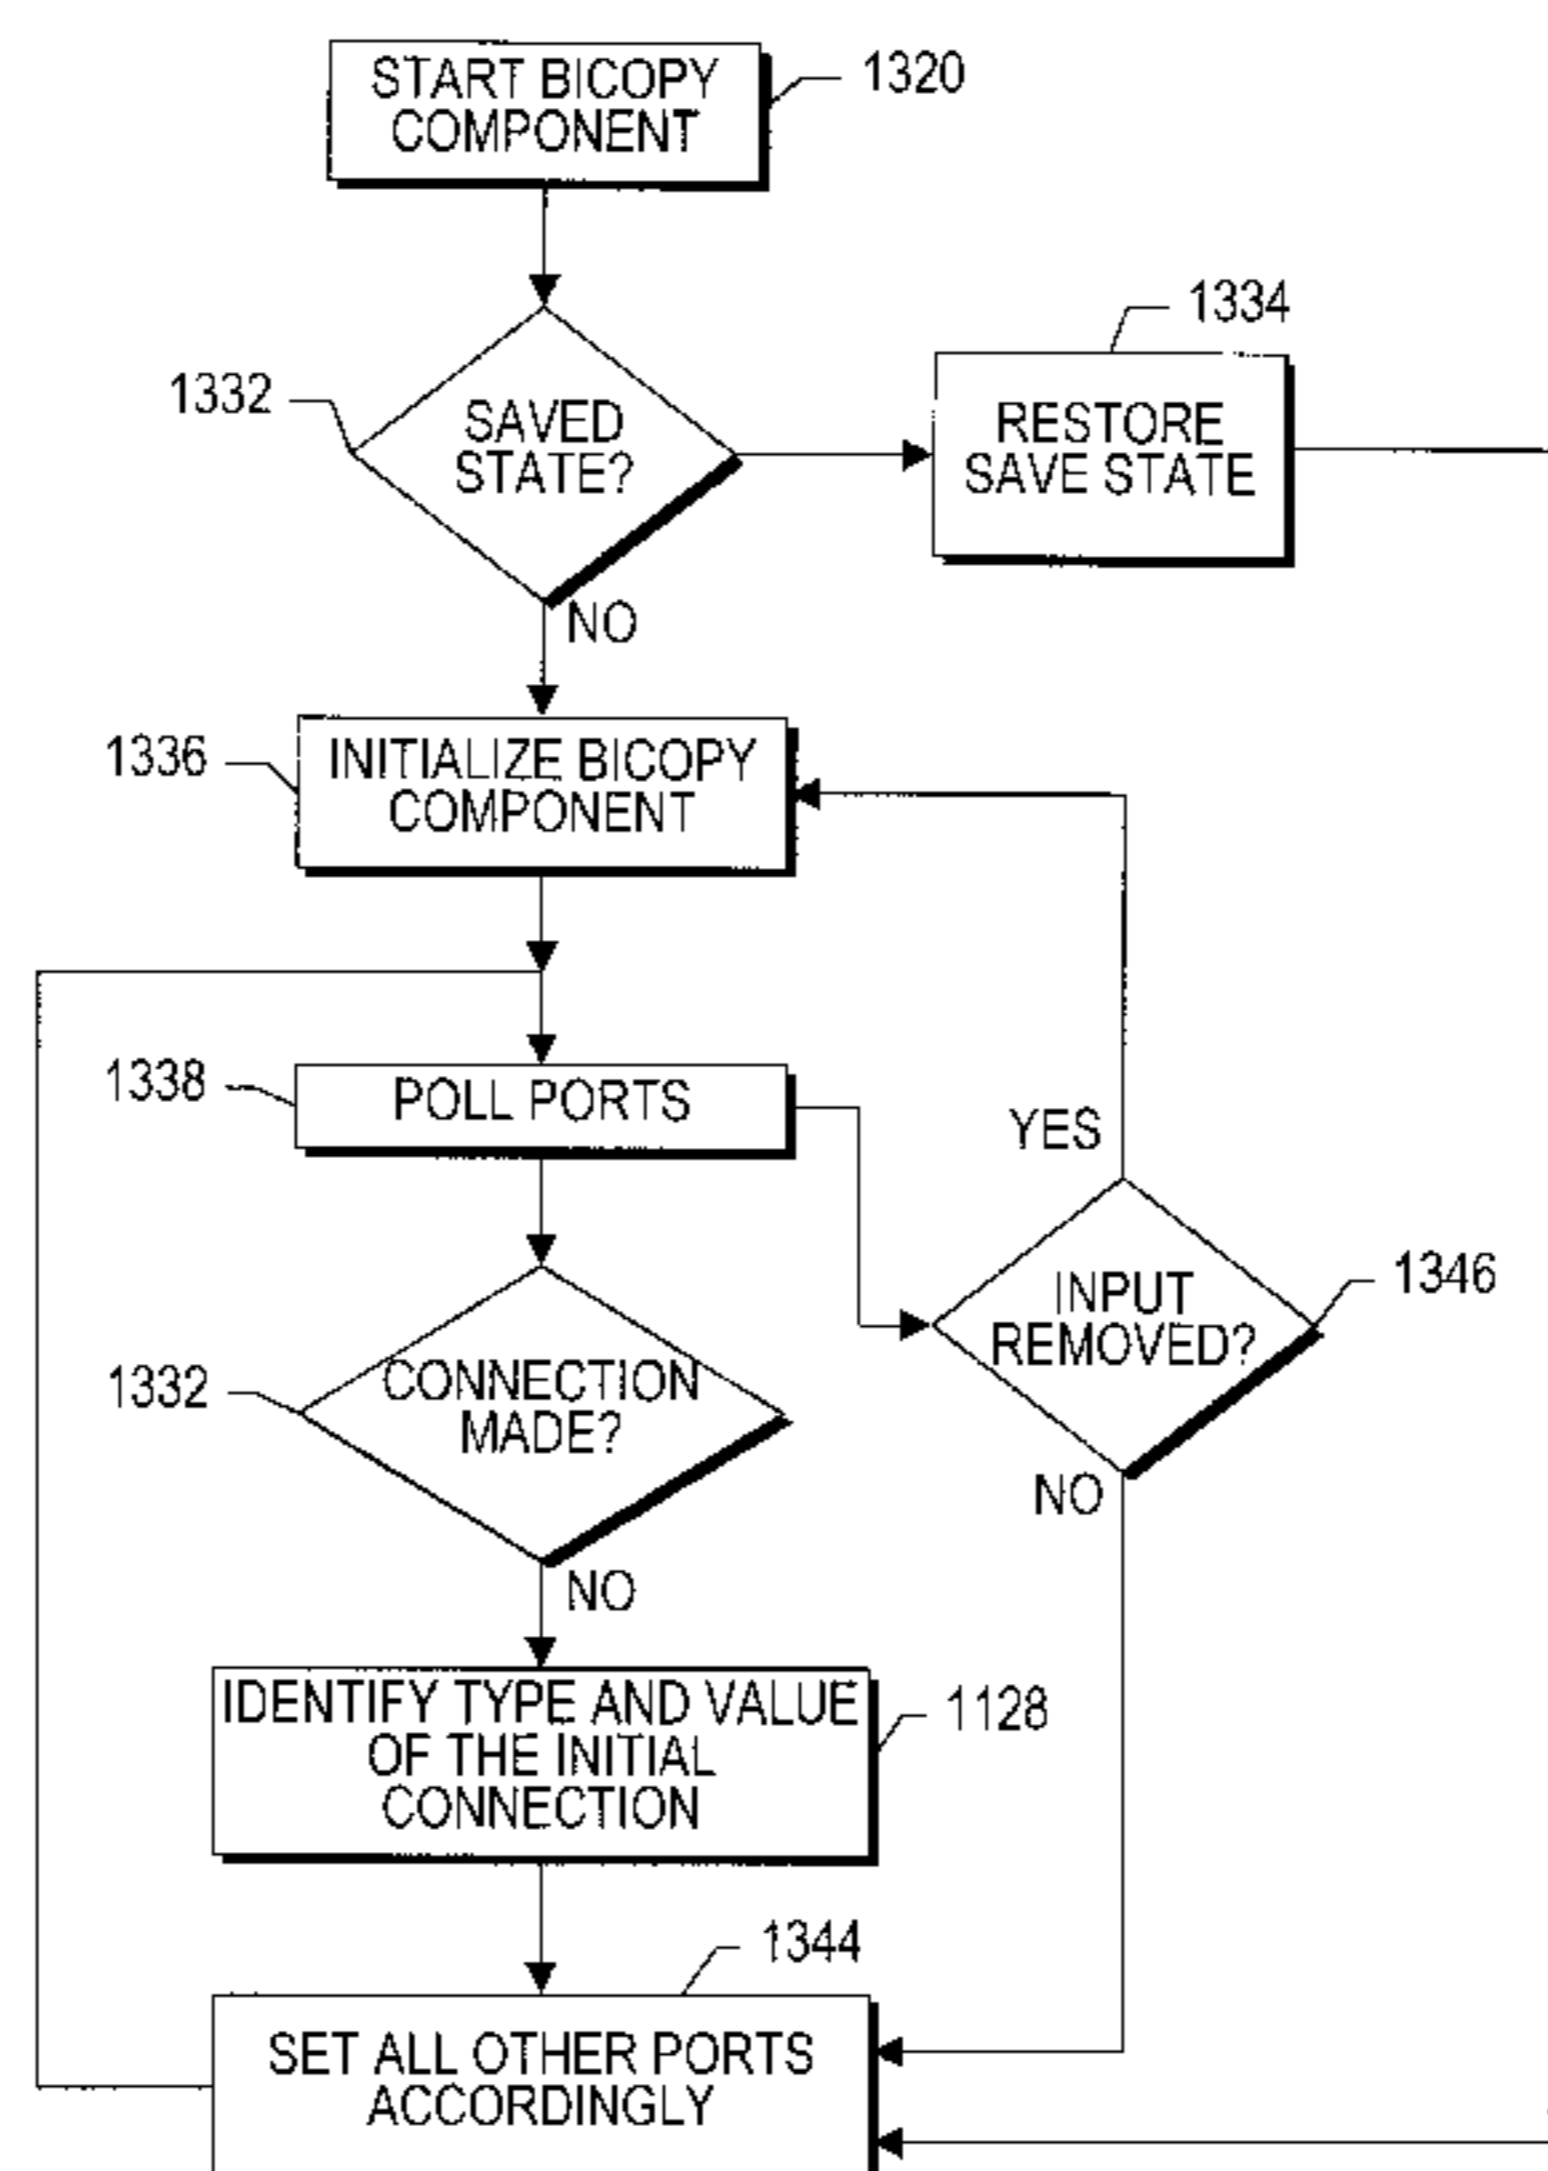 START BICOPY
COMPONENT
1320
1334
1332
SAVED
STATE?
RESTORE
SAVE STATE
NO
1336
INITIALIZE BICOPY
COMPONENT
1338
POLL PORTS
YES
1346
INPUT
REMOVED?
1332
CONNECTION
MADE?
NO
NO
IDENTIFY TYPE AND VALUE
OF THE INITIAL
CONNECTION
1128
1344
SET ALL OTHER PORTS
ACCORDINGLY